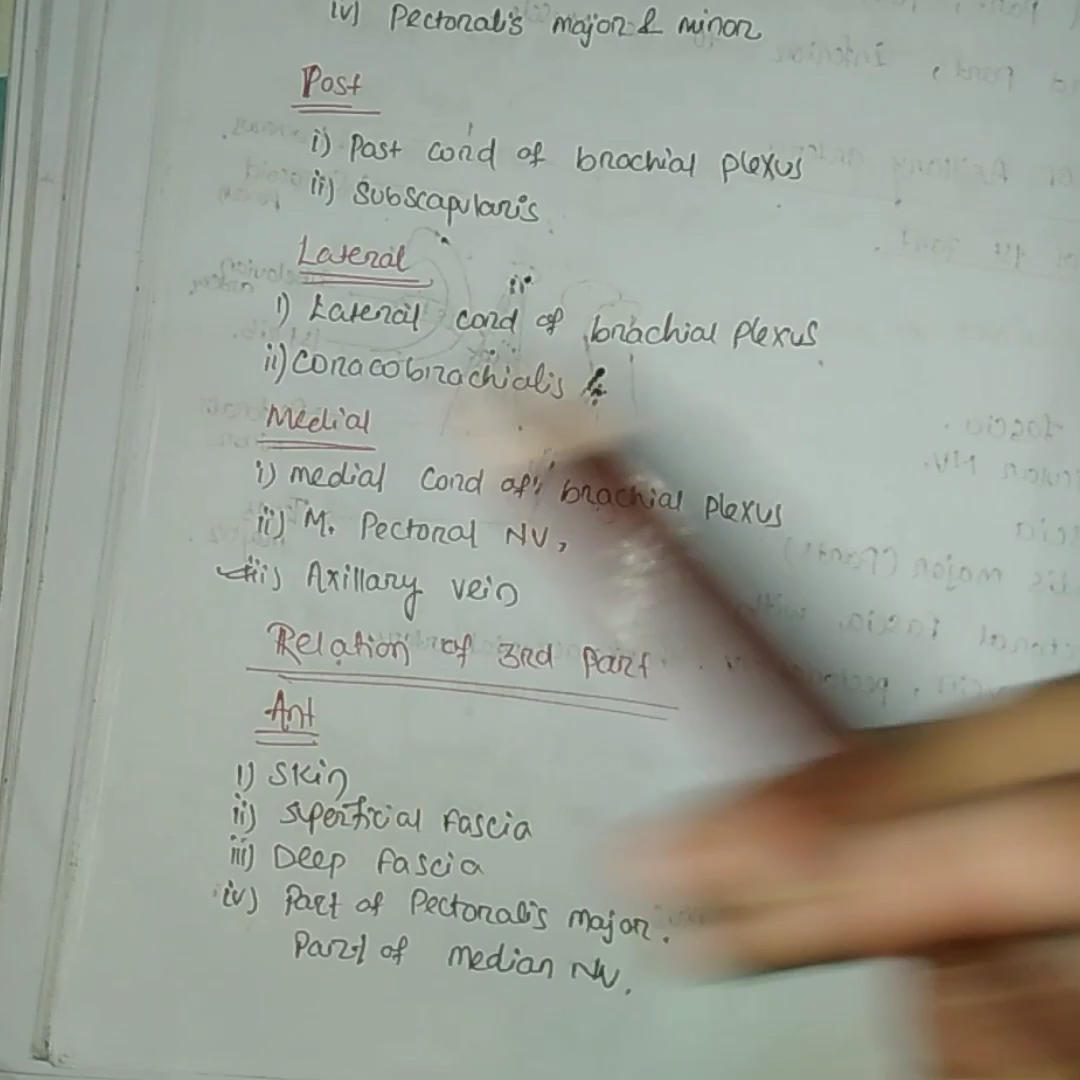 iv) Pectoralis major & minor
Post
i) Post cord of brachial plexus
ii) Subscapularis
Lateral
i) Lateral cord of brachial plexus
ii) Coracobrachialis
Medial
i) medial cord of brachial plexus
ii) M. Pectoral NV,
iii) Axillary vein
Relation of 3rd part
Ant
i) Skin
ii) Superficial fascia
iii) Deep fascia
iv) Part of Pectoralis major.
Part of median NV.